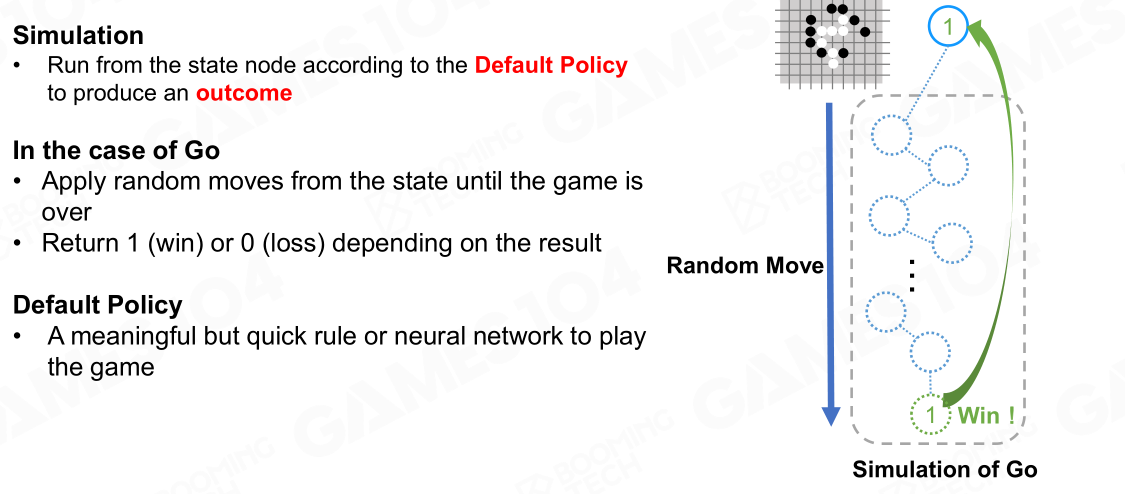 Simulation
• Run from the state node according to the Default Policy
to produce an outcome
In the case of Go
• Apply random moves from the state until the game is
over
• Return 1 (win) or 0 (loss) depending on the result
Default Policy
• A meaningful but quick rule or neural network to play
the game
1
Random Move
⋮
1 Win！
Simulation of Go
GAMES104
BOOMING
TECH